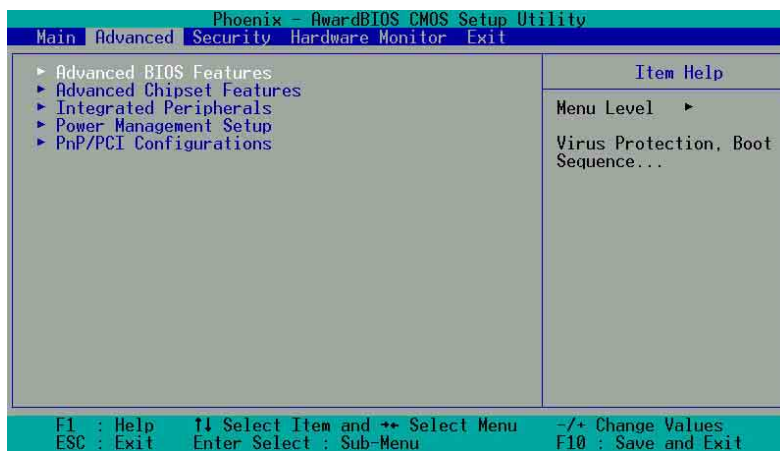 Phoenix - AwardBIOS CMOS Setup Utility
Main Advanced Security Hardware Monitor Exit
► Advanced BIOS Features
► Advanced Chipset Features
► Integrated Peripherals
► Power Management Setup
► PnP/PCI Configurations
Item Help
Menu Level ►
Virus Protection, Boot
Sequence...
F1 : Help ↑↓ Select Item and →← Select Menu -/+ Change Values
ESC : Exit Enter Select : Sub-Menu F10 : Save and Exit